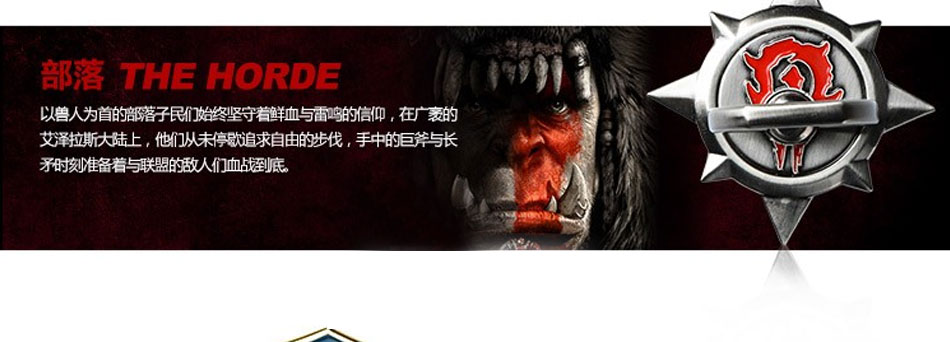 部落 THE HORDE
以兽人为首的部落子民们始终坚守着鲜血与雷鸣的信仰，在广袤的
艾泽拉斯大陆上，他们从未停歇追求自由的步伐，手中的巨斧与长
矛时刻准备着与联盟的敌人们血战到底。